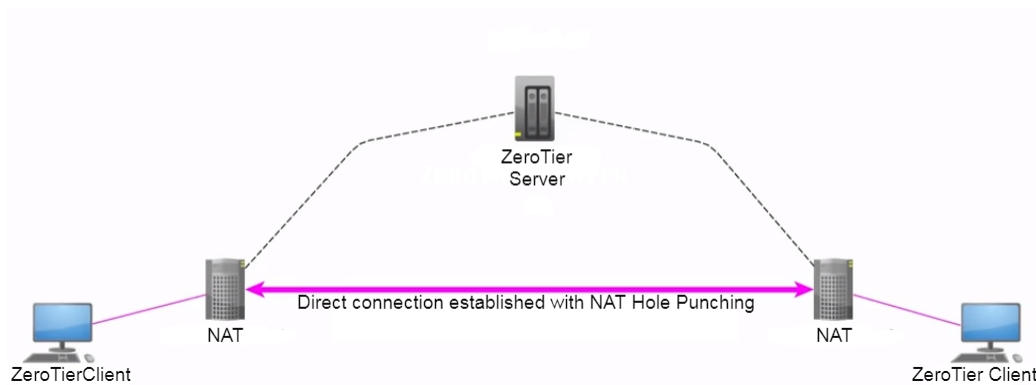 ZeroTier
Server
Direct connection established with NAT Hole Punching
NAT
NAT
ZeroTierClient
ZeroTier Client